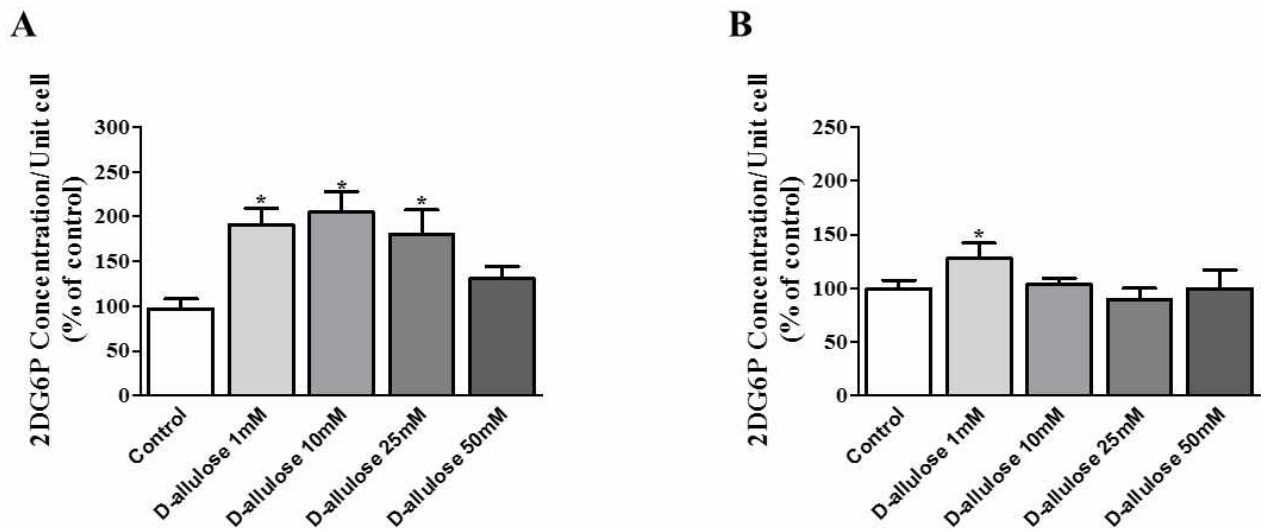 A
2DG6P Concentration/Unit cell
(% of control)
300
250
200
150
100
50
0
*
*
*
Control
D-allulose 1mM
D-allulose 10mM
D-allulose 25mM
D-allulose 50mM
B
2DG6P Concentration/Unit cell
(% of control)
250
200
150
100
50
0
*
Control
D-allulose 1mM
D-allulose 10mM
D-allulose 25mM
D-allulose 50mM